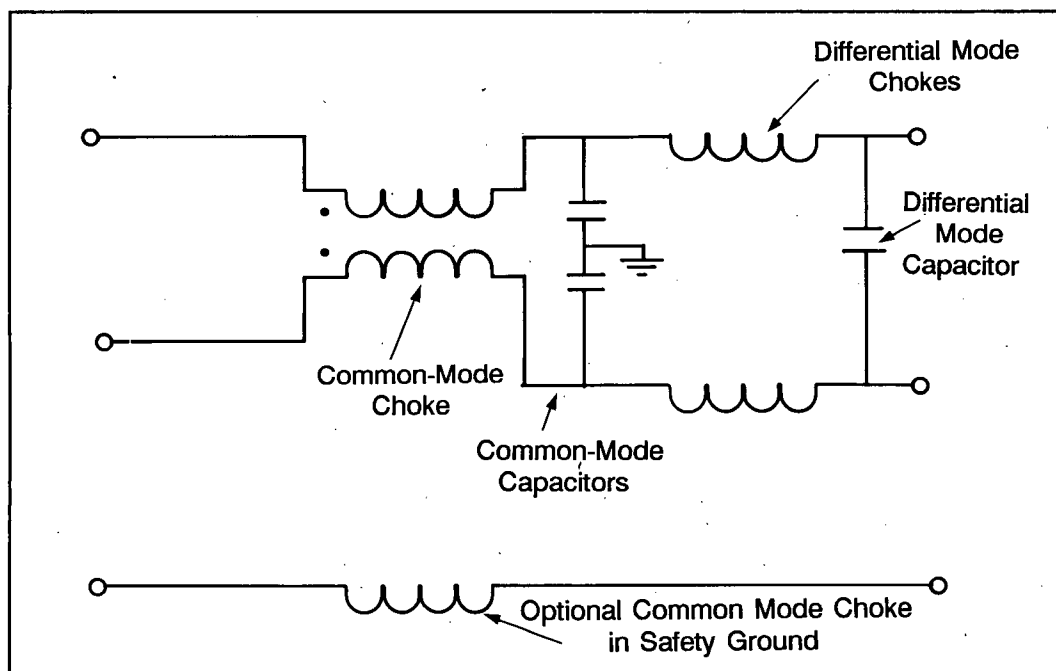 Differential Mode
Chokes
Differential
Mode
Capacitor
Common-Mode
Choke
Common-Mode
Capacitors
Optional Common Mode Choke
in Safety Ground